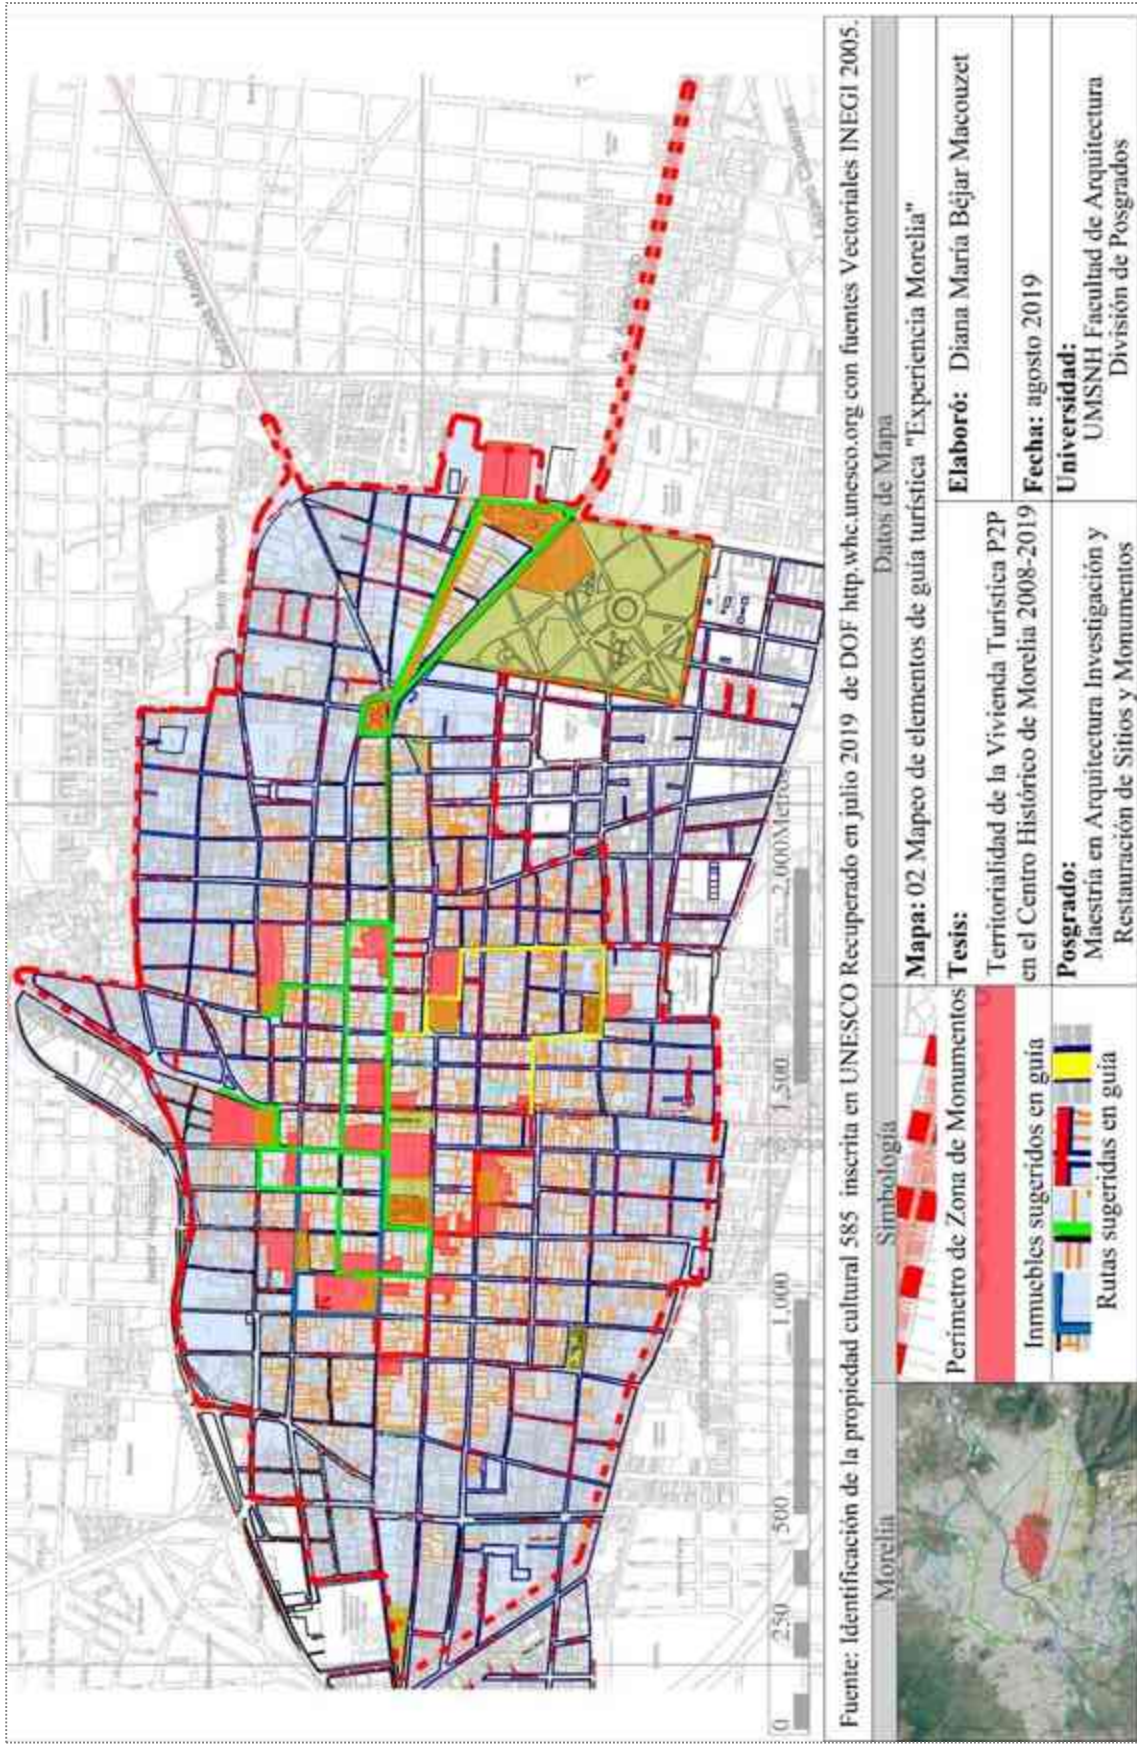 Calzada Madero
0 250 500 1,000 1,500 2,000 Metros
Fuente: Identificación de la propiedad cultural 585 inscrita en UNESCO Recuperado en julio 2019 de DOF http.whc.unesco.org con fuentes Vectoriales INEGI 2005.
Morelia
Simbología
Perímetro de Zona de Monumentos
Inmuebles sugeridos en guía
Rutas sugeridas en guía
Datos de Mapa
Mapa: 02 Mapeo de elementos de guía turística "Experiencia Morelia"
Tesis:
Territorialidad de la Vivienda Turística P2P
en el Centro Histórico de Morelia 2008-2019
Elaboró: Diana María Béjar Macouzet
Fecha: agosto 2019
Posgrado:
Maestría en Arquitectura Investigación y
Restauración de Sitios y Monumentos
Universidad:
UMSNH Facultad de Arquitectura
División de Posgrados